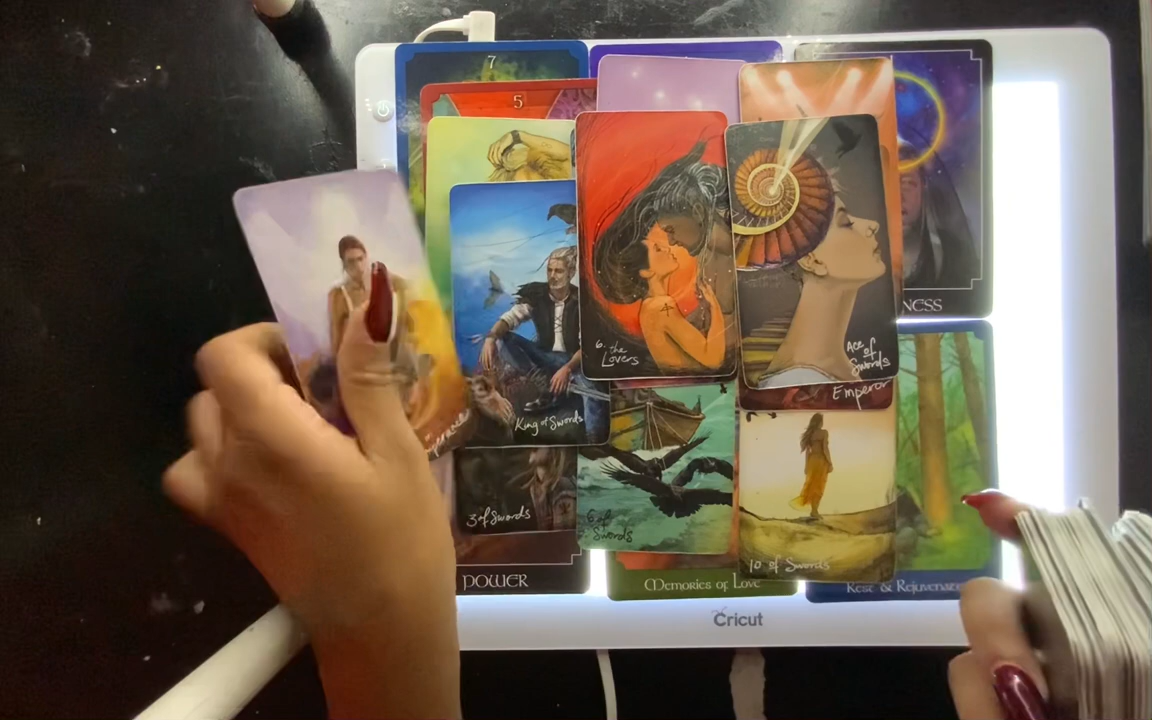 7
5
NESS
6. the
Lovers
Ace
of
Swords
Emperor
King of Swords
3 of Swords
6 of
Swords
10 of Swords
POWER
Memories of Love
Rest & Rejuvenat
Cricut